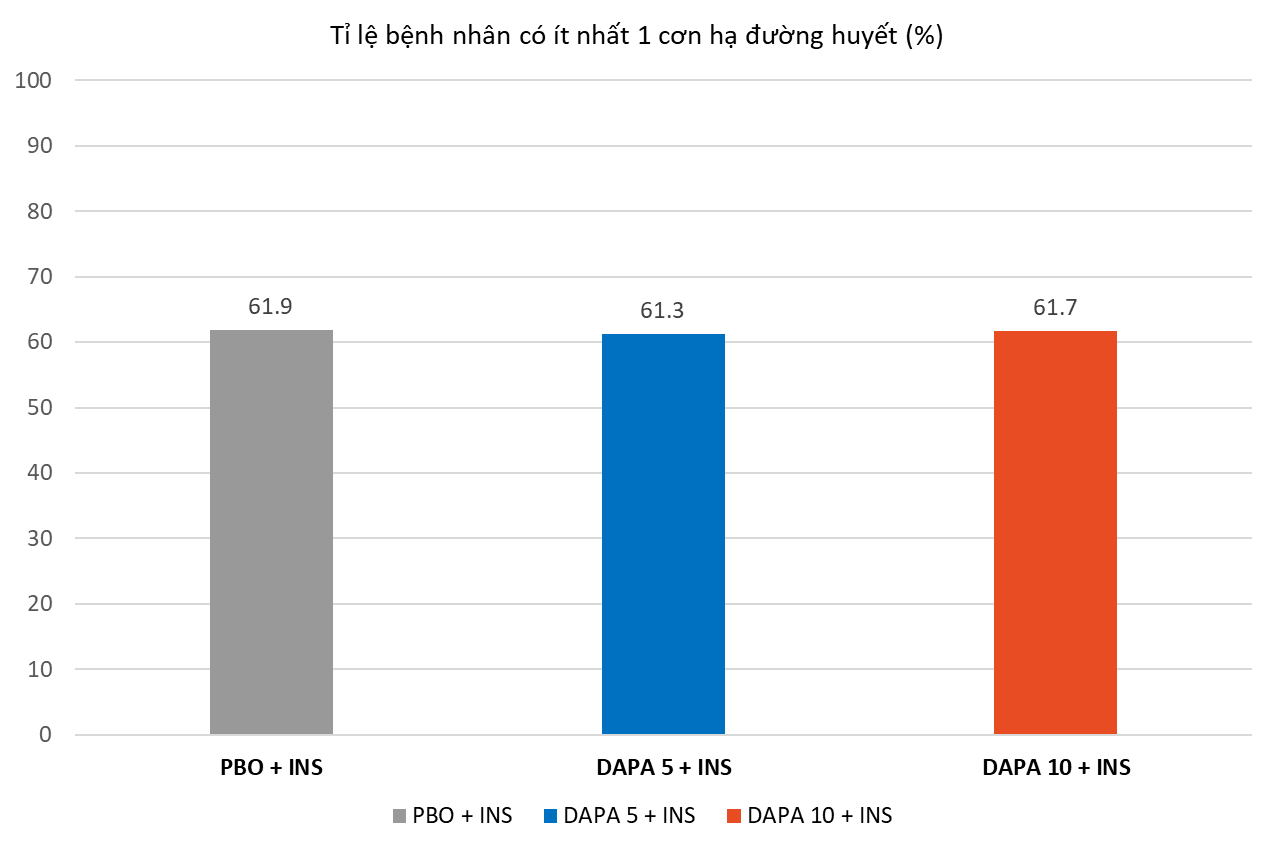 Tỉ lệ bệnh nhân có ít nhất 1 cơn hạ đường huyết (%)
100
90
80
70
61.9
61.3
61.7
60
50
40
30
20
10
0
PBO + INS
DAPA 5 + INS
DAPA 10 + INS
PBO + INS
DAPA 5 + INS
DAPA 10 + INS